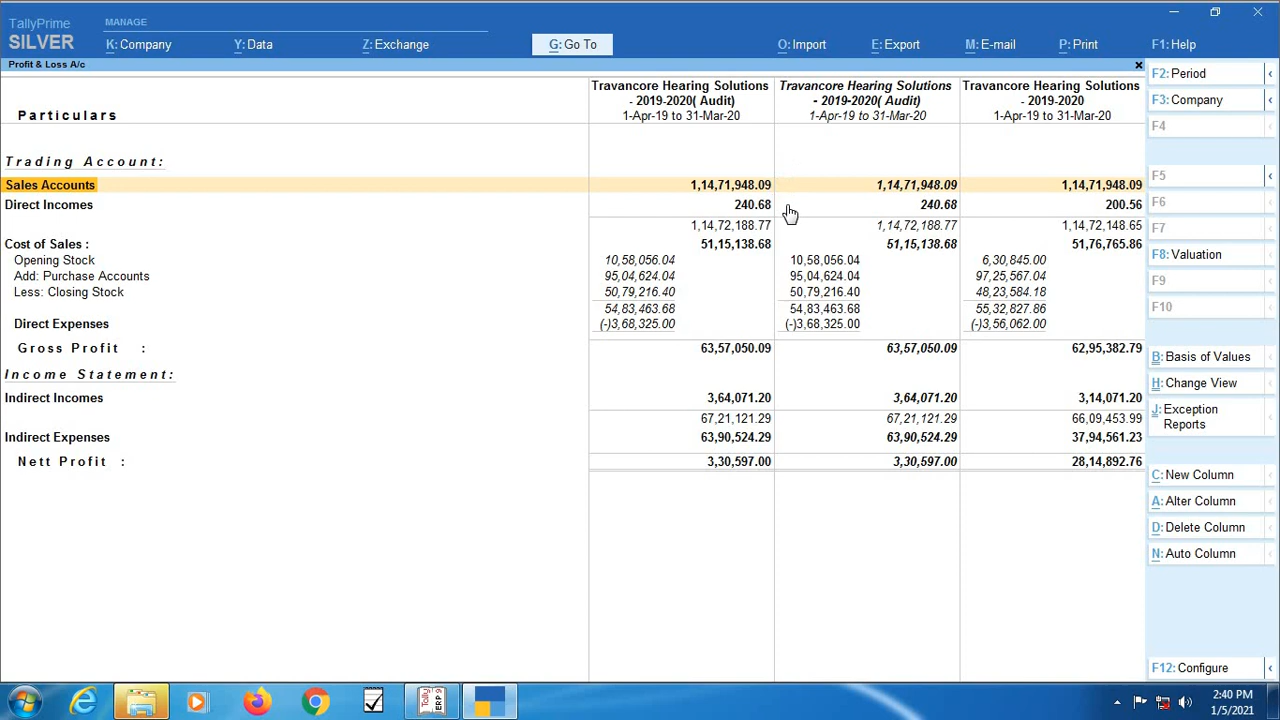 TallyPrime
SILVER
MANAGE
K: Company
Y: Data
Z: Exchange
G: Go To
O: Import
E: Export
M: E-mail
P: Print
F1: Help
Profit & Loss A/c
Particulars
Travancore Hearing Solutions
- 2019-2020( Audit)
1-Apr-19 to 31-Mar-20
Travancore Hearing Solutions
- 2019-2020( Audit)
1-Apr-19 to 31-Mar-20
Travancore Hearing Solutions
- 2019-2020
1-Apr-19 to 31-Mar-20
Trading Account:
Sales Accounts 1,14,71,948.09 1,14,71,948.09 1,14,71,948.09
Direct Incomes 240.68 240.68 200.56
1,14,72,188.77 1,14,72,188.77 1,14,72,148.65
Cost of Sales : 51,15,138.68 51,15,138.68 51,76,765.86
Opening Stock 10,58,056.04 10,58,056.04 6,30,845.00
Add: Purchase Accounts 95,04,624.04 95,04,624.04 97,25,567.04
Less: Closing Stock 50,79,216.40 50,79,216.40 48,23,584.18
54,83,463.68 54,83,463.68 55,32,827.86
Direct Expenses (-)3,68,325.00 (-)3,68,325.00 (-)3,56,062.00
Gross Profit : 63,57,050.09 63,57,050.09 62,95,382.79
Income Statement:
Indirect Incomes 3,64,071.20 3,64,071.20 3,14,071.20
67,21,121.29 67,21,121.29 66,09,453.99
Indirect Expenses 63,90,524.29 63,90,524.29 37,94,561.23
Nett Profit : 3,30,597.00 3,30,597.00 28,14,892.76
F2: Period
F3: Company
F4
F5
F6
F7
F8: Valuation
F9
F10
B: Basis of Values
H: Change View
J: Exception
Reports
C: New Column
A: Alter Column
D: Delete Column
N: Auto Column
F12: Configure
Tally ERP 9
2:40 PM
1/5/2021